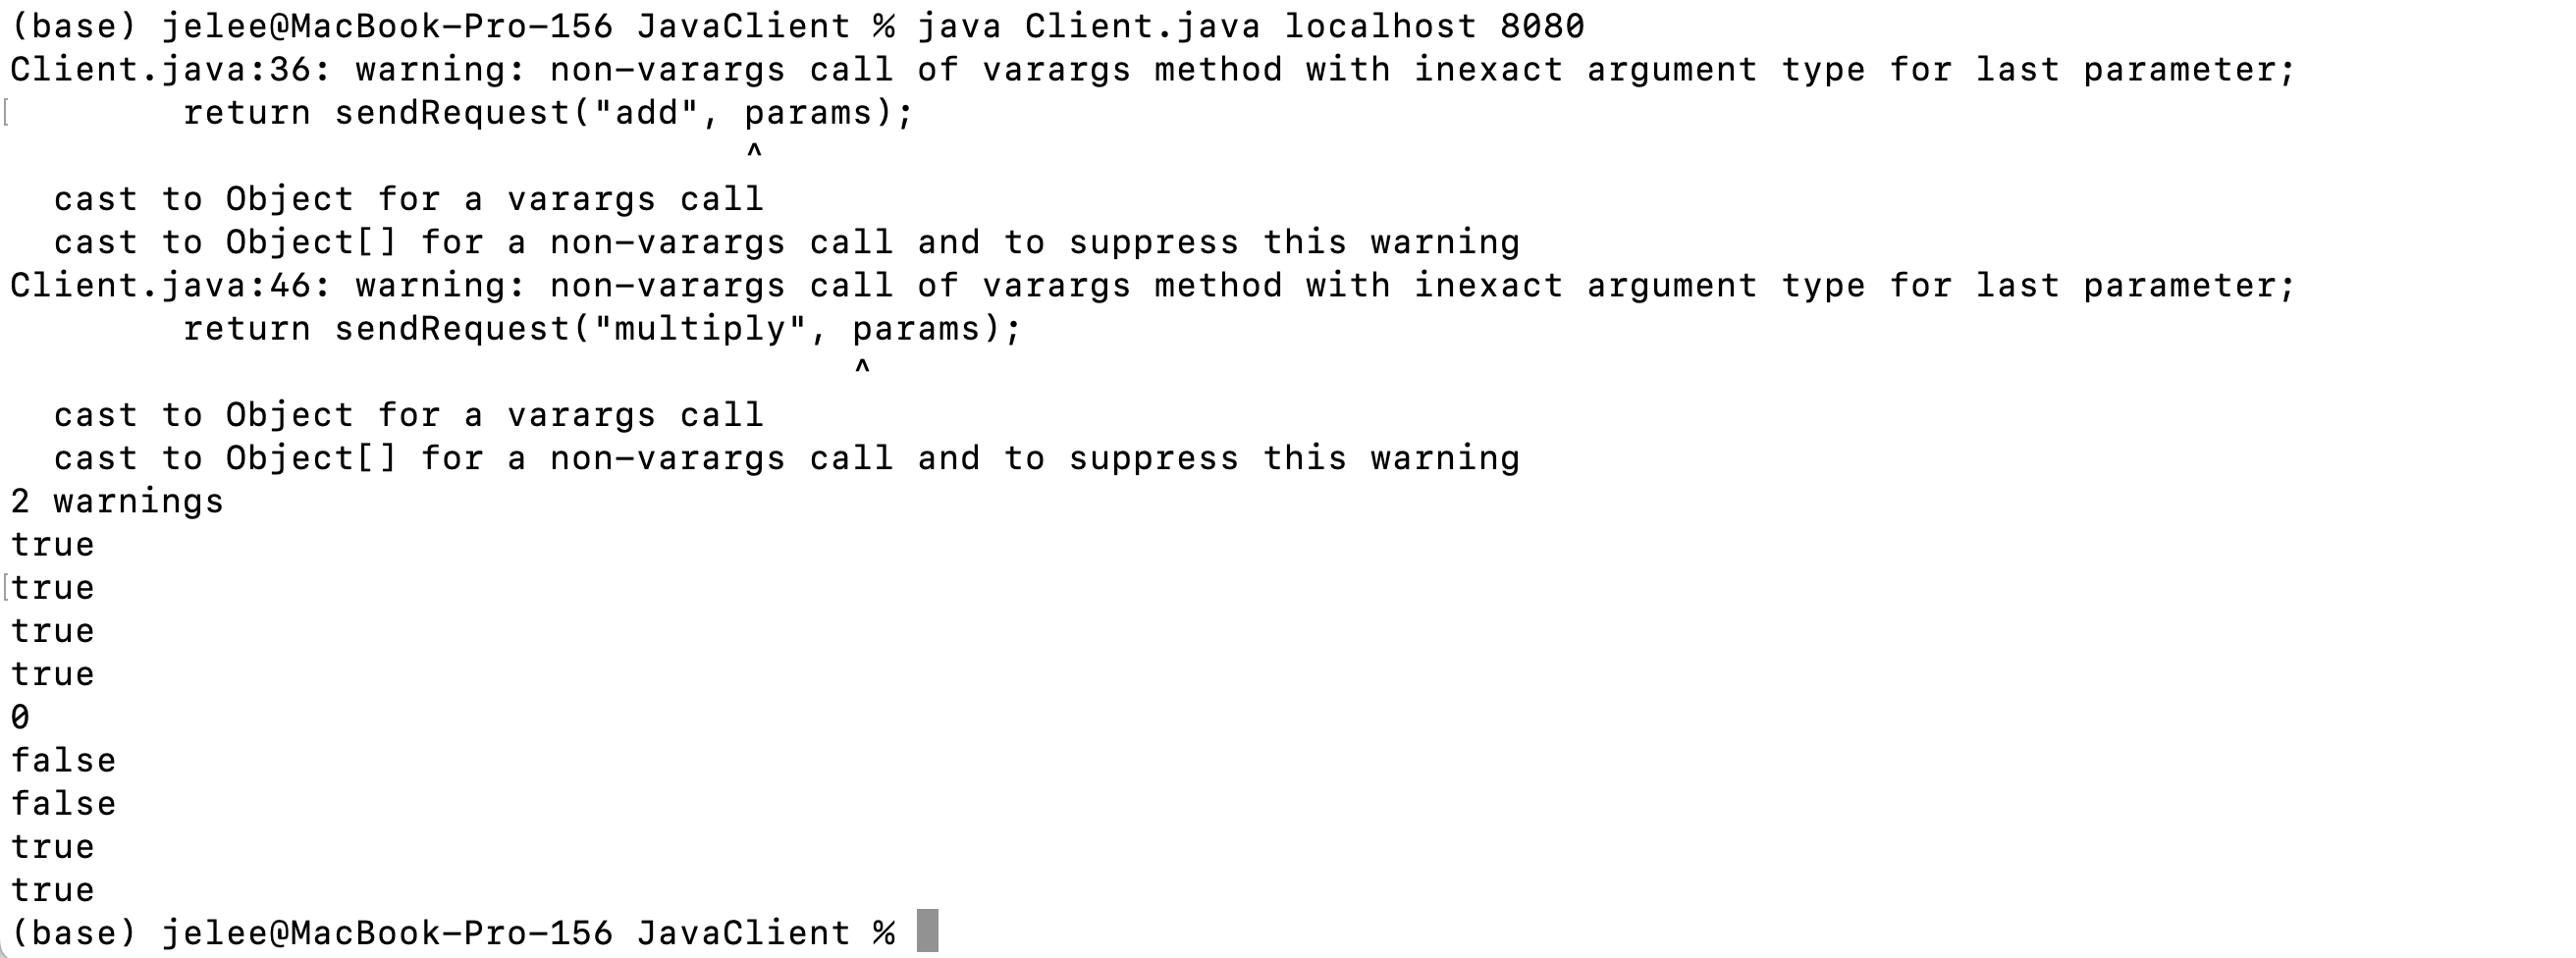 (base) jelee@MacBook-Pro-156 JavaClient % java Client.java localhost 8080
Client.java:36: warning: non-varargs call of varargs method with inexact argument type for last parameter;
        return sendRequest("add", params);
                                  ^
  cast to Object for a varargs call
  cast to Object[] for a non-varargs call and to suppress this warning
Client.java:46: warning: non-varargs call of varargs method with inexact argument type for last parameter;
        return sendRequest("multiply", params);
                                       ^
  cast to Object for a varargs call
  cast to Object[] for a non-varargs call and to suppress this warning
2 warnings
true
true
true
true
0
false
false
true
true
(base) jelee@MacBook-Pro-156 JavaClient %